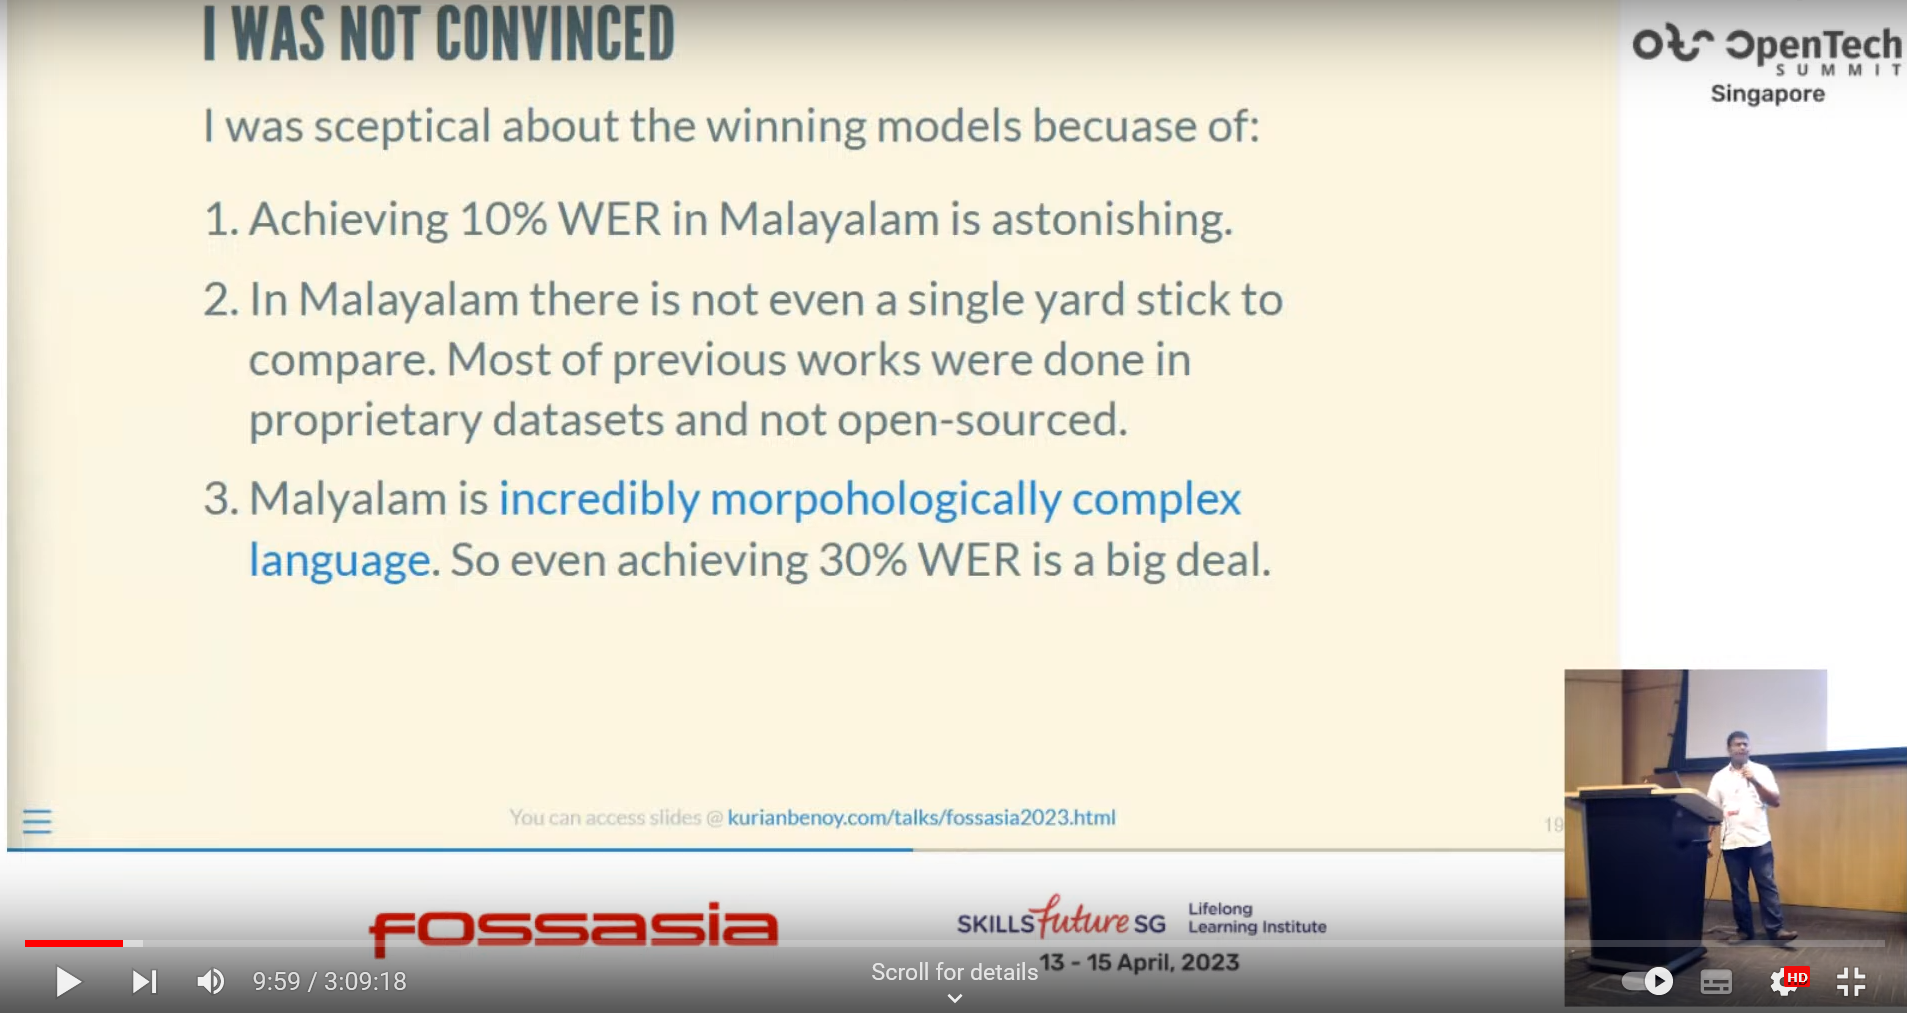 I WAS NOT CONVINCED
I was sceptical about the winning models becuase of:
1. Achieving 10% WER in Malayalam is astonishing.
2. In Malayalam there is not even a single yard stick to
compare. Most of previous works were done in
proprietary datasets and not open-sourced.
3. Malyalam is incredibly morpohologically complex
language. So even achieving 30% WER is a big deal.
You can access slides @ kurianbenoy.com/talks/fossasia2023.html
19
OpenTech
SUMMIT
Singapore
fossasia
SKILLSfuture SG
Lifelong
Learning Institute
13 - 15 April, 2023
9:59 / 3:09:18
Scroll for details
HD